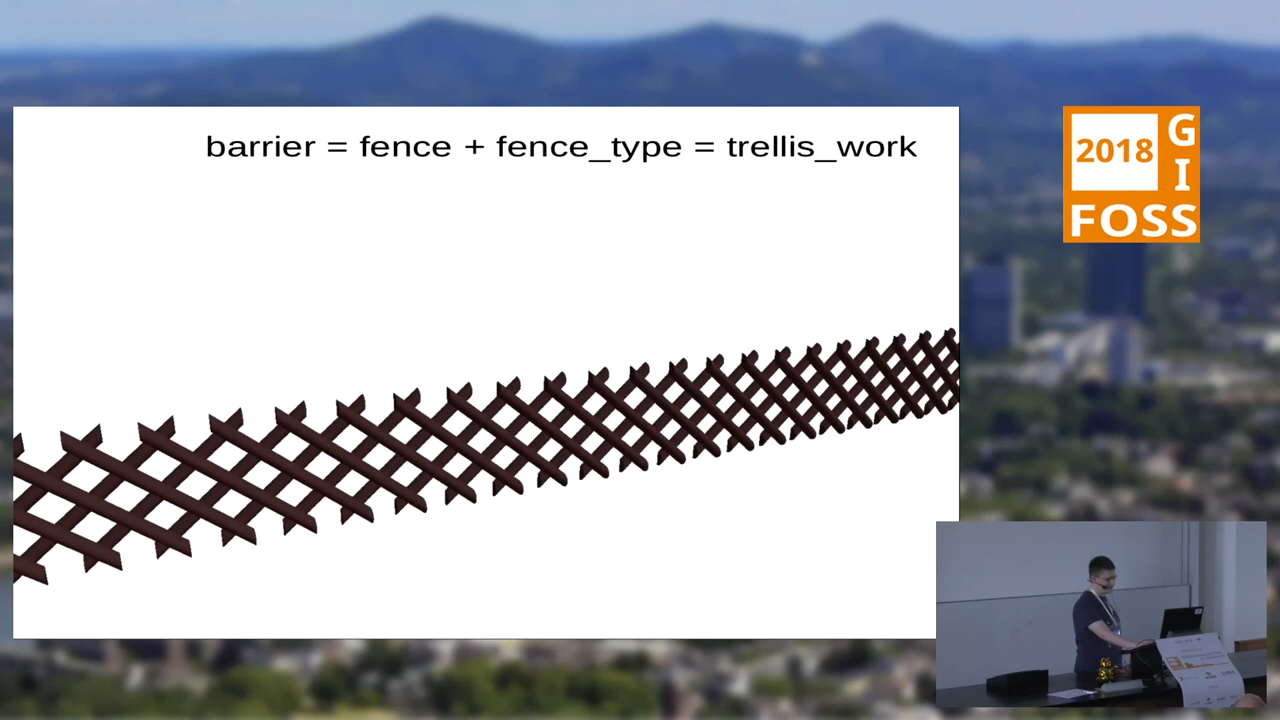 barrier = fence + fence_type = trellis_work
2018
G
I
FOSS